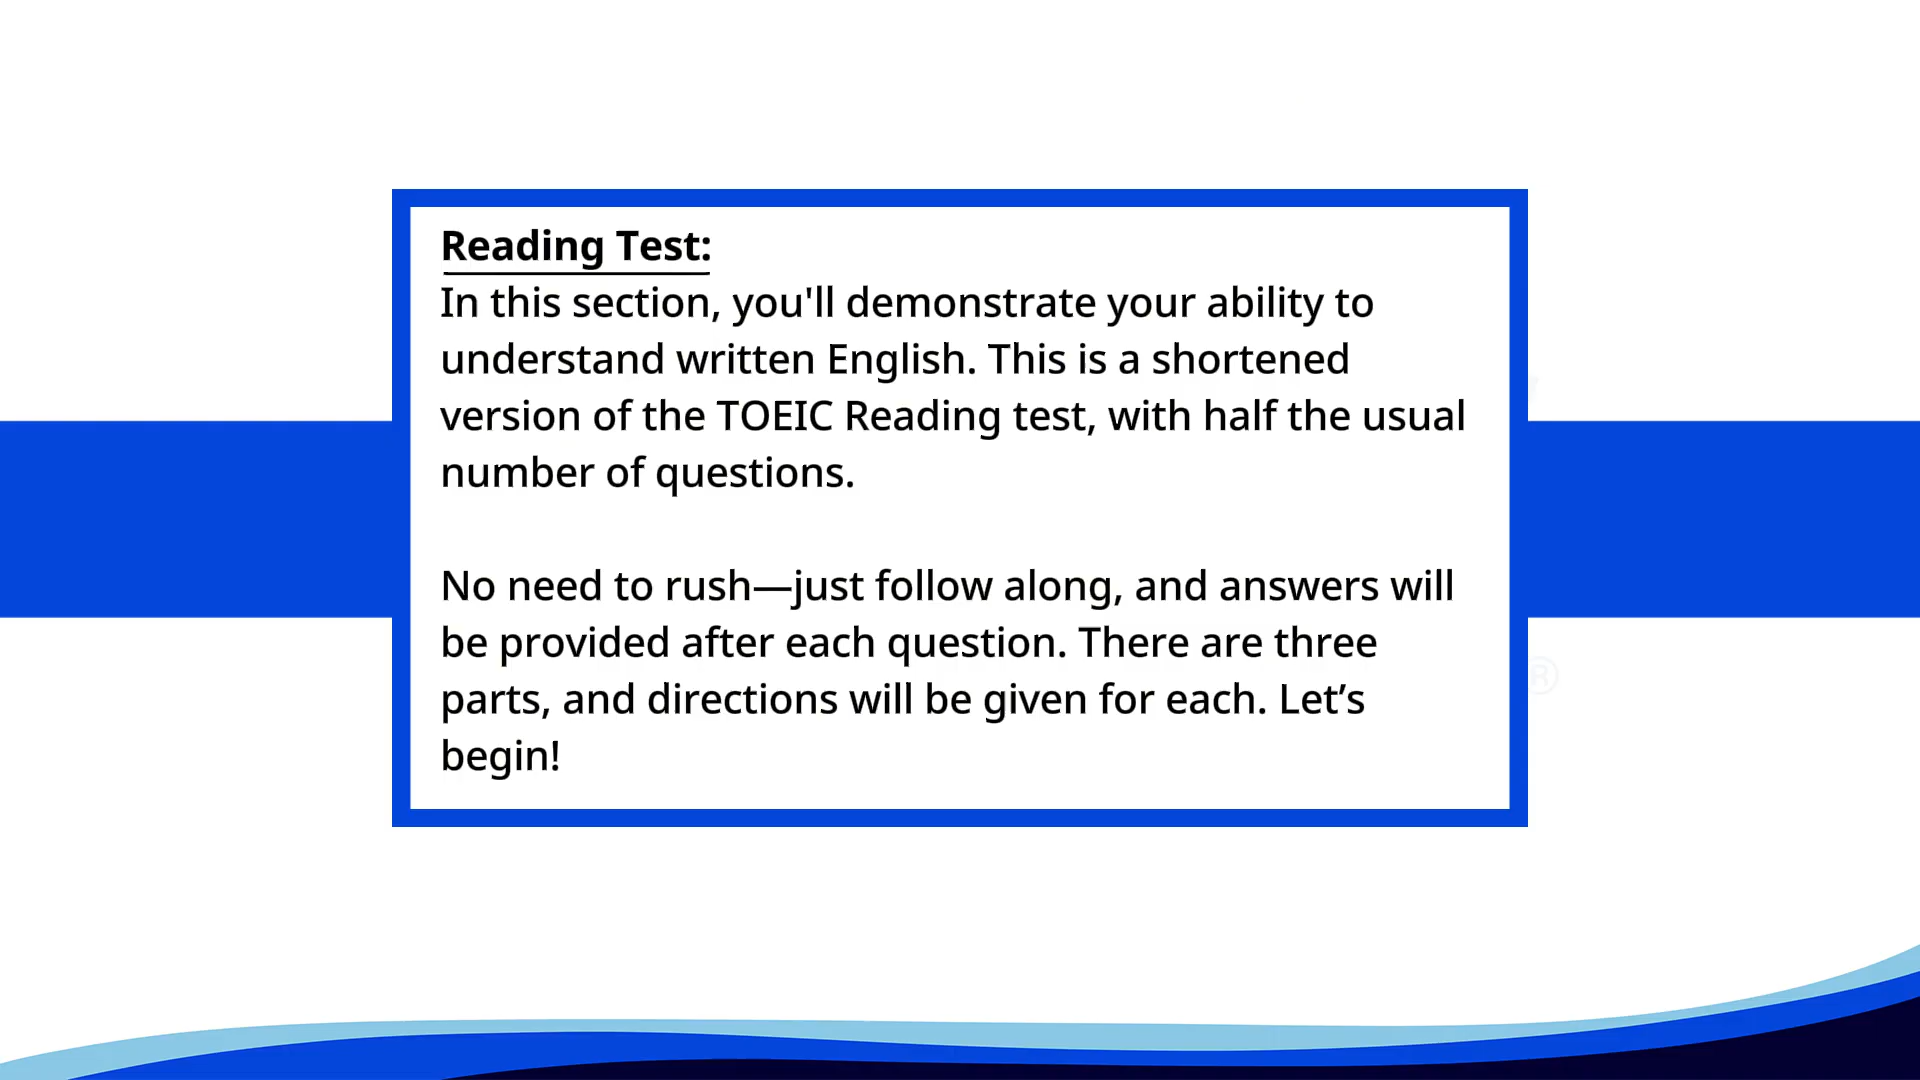 Reading Test:
In this section, you'll demonstrate your ability to
understand written English. This is a shortened
version of the TOEIC Reading test, with half the usual
number of questions.
No need to rush—just follow along, and answers will
be provided after each question. There are three
parts, and directions will be given for each. Let’s
begin!
®